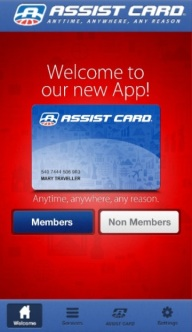 ASSIST CARD
ANYTIME, ANYWHERE, ANY REASON
Welcome to
our new App!
ASSIST CARD
MARY TRAVELLER
Anytime, anywhere, any reason.
Members
Non Members
Welcome
ASSIST CARD
Settings